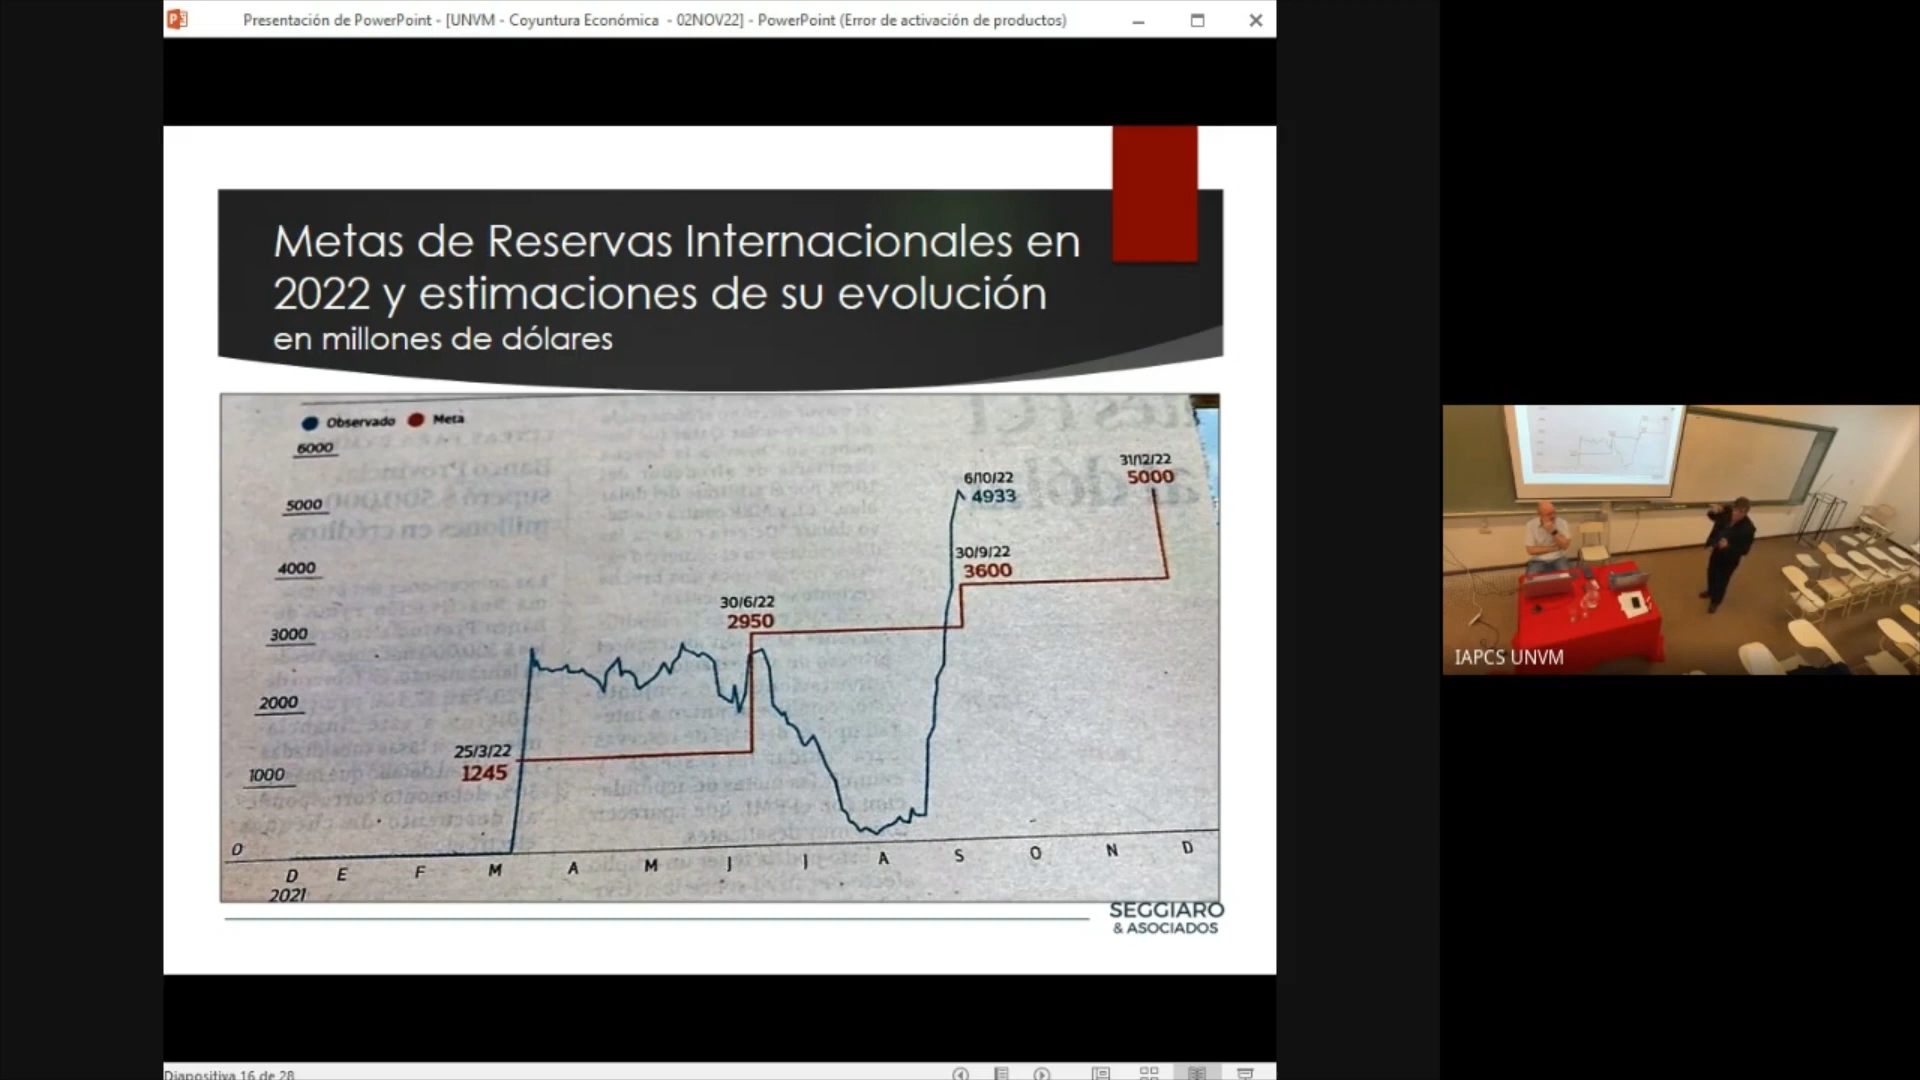 Presentación de PowerPoint - [UNVM - Coyuntura Económica - 02NOV22] - PowerPoint (Error de activación de productos)
Metas de Reservas Internacionales en
2022 y estimaciones de su evolución
en millones de dólares
Observado Meta
6000
5000
4000
3000
2000
1000
0
25/3/22
1245
30/6/22
2950
30/9/22
3600
6/10/22
4933
31/12/22
5000
D E F M A M J J A S O N D
2021
SEGGIARO
& ASOCIADOS
Diapositiva 16 de 28
IAPCS UNVM